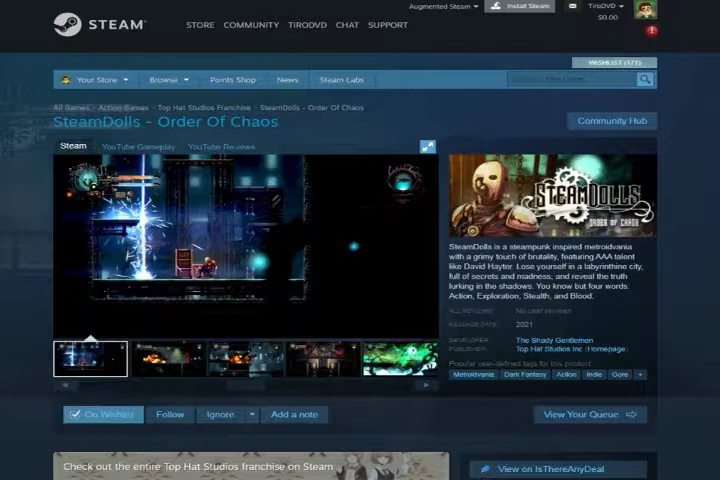 Augmented Steam
Install Steam
TiroDVD
$0.00
STEAM
STORE COMMUNITY TIRODVD CHAT SUPPORT
WISHLIST (171)
Your Store Browse Points Shop News Steam Labs
All Games > Action Games > Top Hat Studios Franchise > SteamDolls - Order Of Chaos
SteamDolls - Order Of Chaos
Community Hub
Steam YouTube Gameplay YouTube Reviews
STEAMDOLLS
ORDER OF CHAOS
SteamDolls is a steampunk inspired metroidvania
with a grimy touch of brutality, featuring AAA talent
like David Hayter. Lose yourself in a labyrinthine city,
full of secrets and madness, and reveal the truth
lurking in the shadows. You know but four words:
Action, Exploration, Stealth, and Blood.
ALL REVIEWS: No user reviews
RELEASE DATE: 2021
DEVELOPER: The Shady Gentlemen
PUBLISHER: Top Hat Studios Inc (Homepage)
Popular user-defined tags for this product:
Metroidvania Dark Fantasy Action Indie Gore +
On Wishlist Follow Ignore Add a note
View Your Queue
Check out the entire Top Hat Studios franchise on Steam
View on IsThereAnyDeal